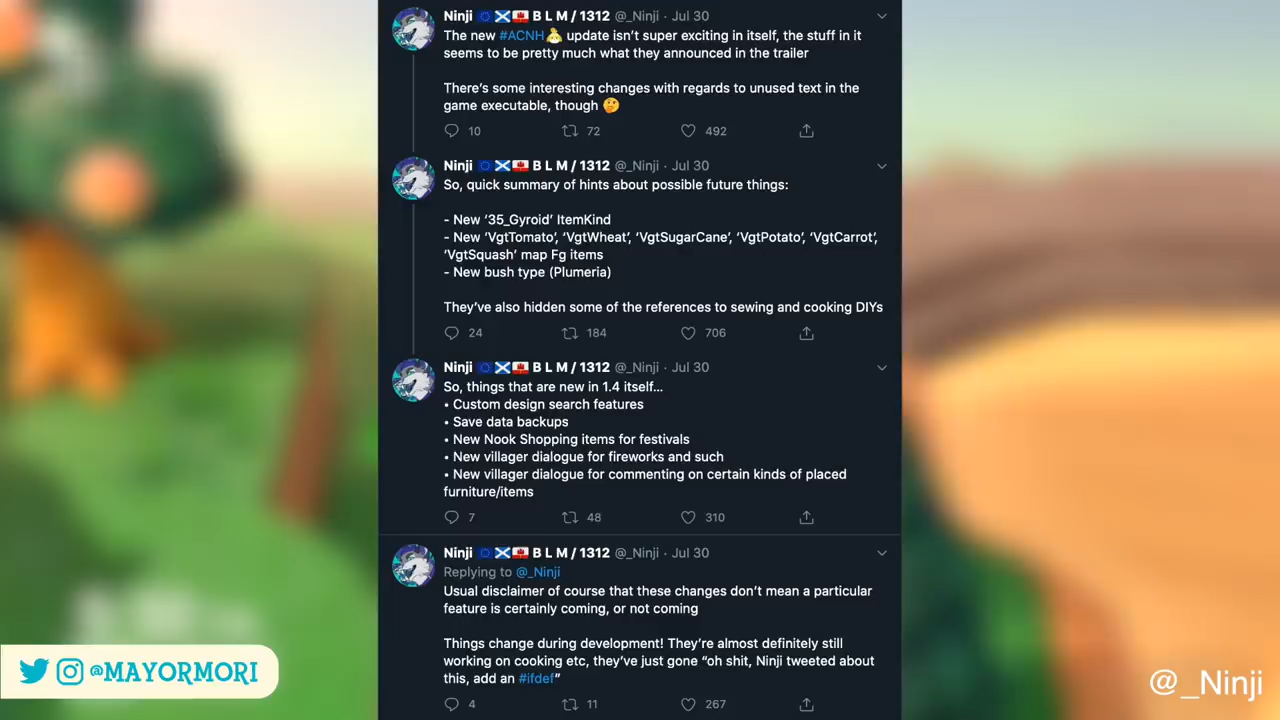 Ninji 🇪🇺🏴󠁧󠁢󠁳󠁣󠁴󠁿🇬🇮 B L M / 1312 @_Ninji · Jul 30
The new #ACNH update isn't super exciting in itself, the stuff in it
seems to be pretty much what they announced in the trailer
There's some interesting changes with regards to unused text in the
game executable, though 🤔
10 72 492
Ninji 🇪🇺🏴󠁧󠁢󠁳󠁣󠁴󠁿🇬🇮 B L M / 1312 @_Ninji · Jul 30
So, quick summary of hints about possible future things:
- New ‘35_Gyroid’ ItemKind
- New ‘VgtTomato’, ‘VgtWheat’, ‘VgtSugarCane’, ‘VgtPotato’, ‘VgtCarrot’,
‘VgtSquash’ map Fg items
- New bush type (Plumeria)
They've also hidden some of the references to sewing and cooking DIYs
24 184 706
Ninji 🇪🇺🏴󠁧󠁢󠁳󠁣󠁴󠁿🇬🇮 B L M / 1312 @_Ninji · Jul 30
So, things that are new in 1.4 itself...
• Custom design search features
• Save data backups
• New Nook Shopping items for festivals
• New villager dialogue for fireworks and such
• New villager dialogue for commenting on certain kinds of placed
furniture/items
7 48 310
Ninji 🇪🇺🏴󠁧󠁢󠁳󠁣󠁴󠁿🇬🇮 B L M / 1312 @_Ninji · Jul 30
Replying to @_Ninji
Usual disclaimer of course that these changes don't mean a particular
feature is certainly coming, or not coming
Things change during development! They're almost definitely still
working on cooking etc, they've just gone “oh shit, Ninji tweeted about
this, add an #ifdef”
4 11 267
@MAYORMORI
@_Ninji